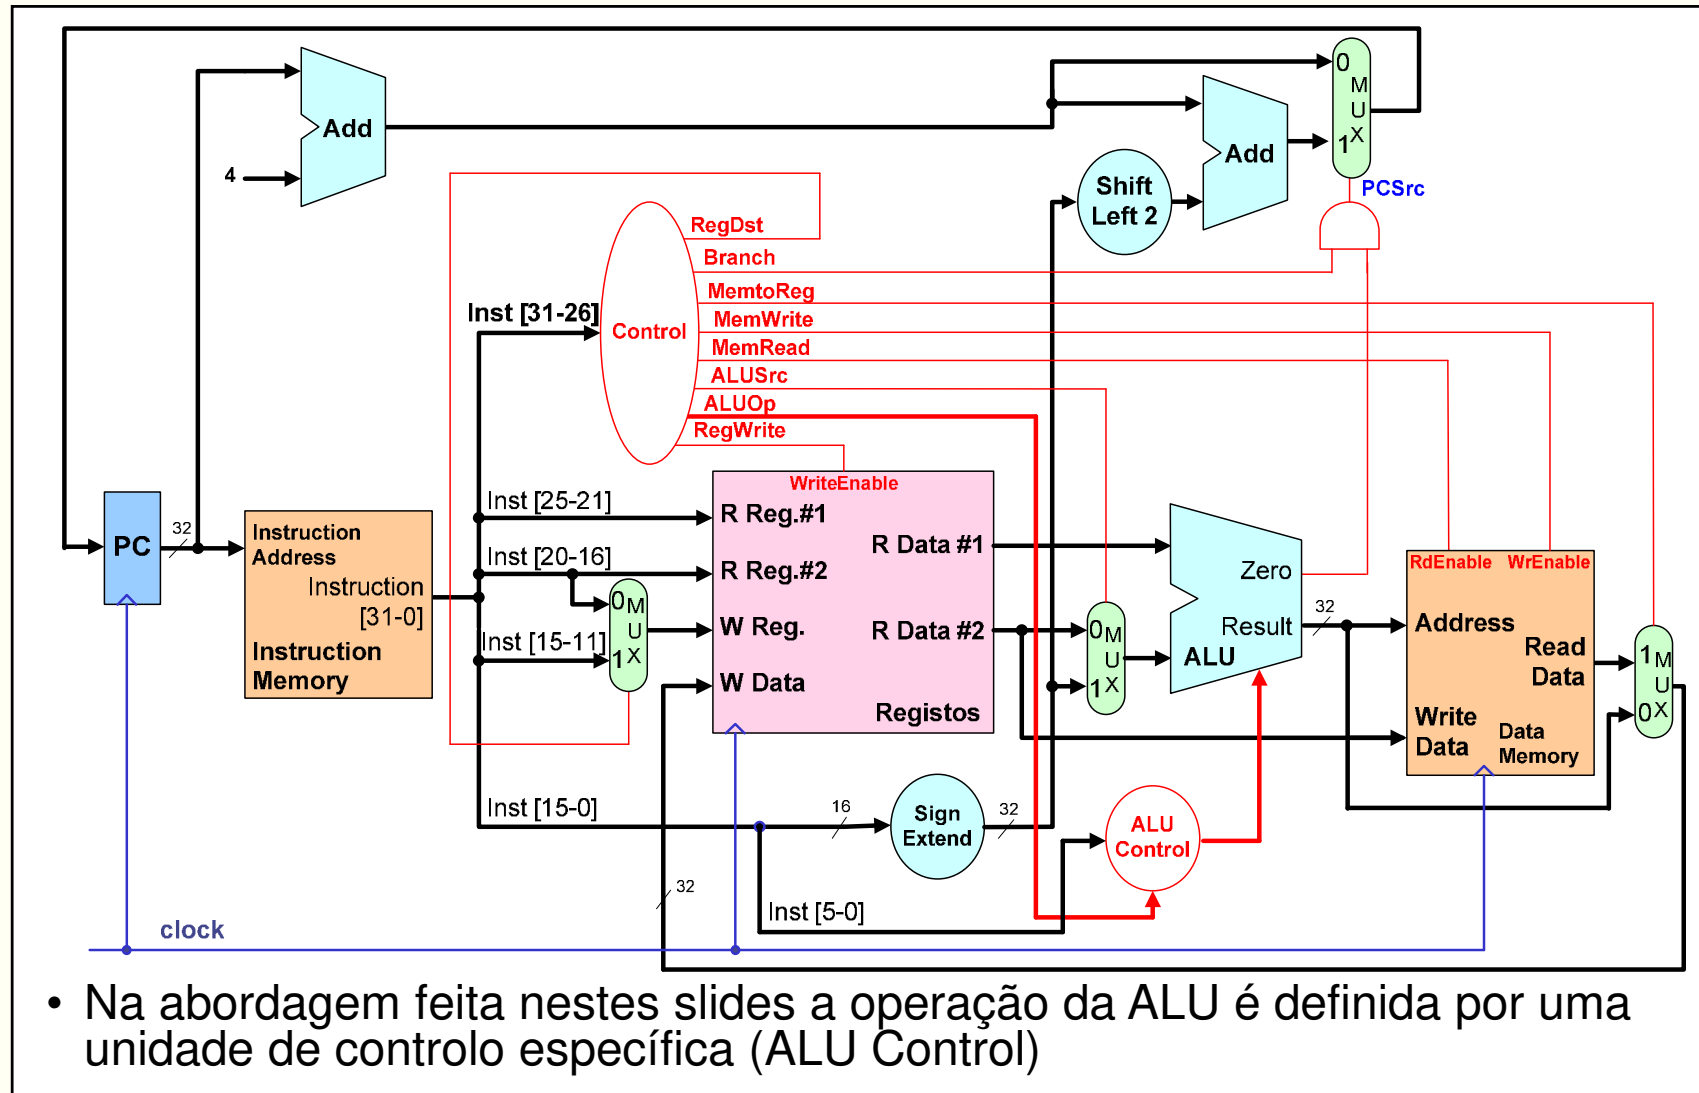 0
M
U
X
1
Add
Add
4
Shift
Left 2
PCSrc
RegDst
Branch
MemtoReg
Inst [31-26]
Control
MemWrite
MemRead
ALUSrc
ALUOp
RegWrite
WriteEnable
Inst [25-21]
R Reg.#1
PC
32
Instruction
Address
Instruction
[31-0]
Instruction
Memory
Inst [20-16]
R Reg.#2
0
M
U
X
1
Inst [15-11]
W Reg.
W Data
R Data #1
R Data #2
Registos
0
M
U
X
1
Zero
Result
ALU
32
RdEnable WrEnable
Address
Read
Data
Write
Data
Data
Memory
1
M
U
X
0
Inst [15-0]
16
Sign
Extend
32
ALU
Control
32
Inst [5-0]
clock
• Na abordagem feita nestes slides a operação da ALU é definida por uma
unidade de controlo específica (ALU Control)